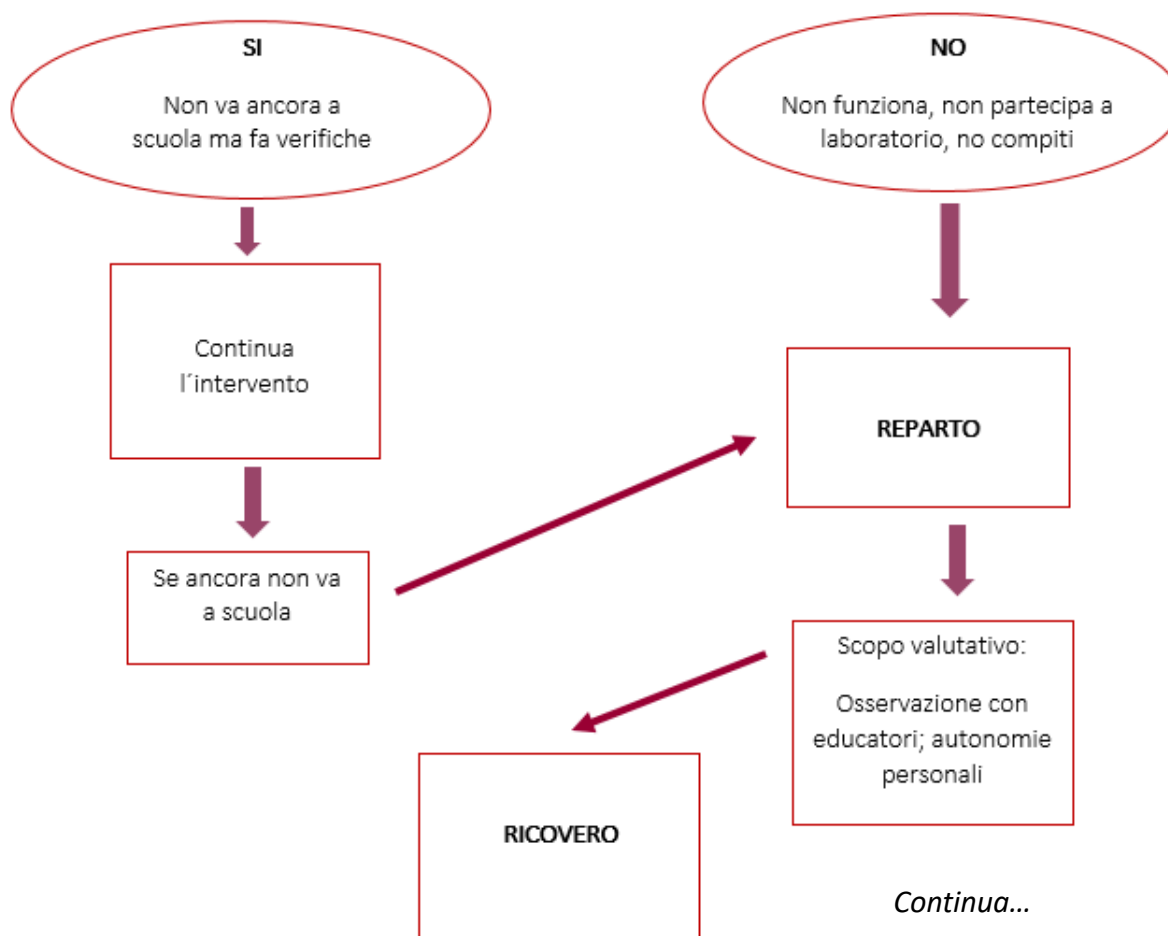 SI
Non va ancora a
scuola ma fa verifiche
NO
Non funziona, non partecipa a
laboratorio, no compiti
Continua
l´intervento
REPARTO
Se ancora non va
a scuola
Scopo valutativo:
Osservazione con
educatori; autonomie
personali
RICOVERO
Continua…